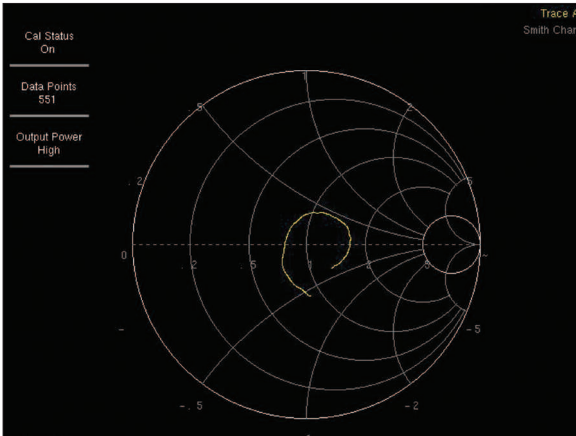 Trace A
Smith Char
Cal Status
On
Data Points
551
Output Power
High
1
.5
2
.2
5
0
.2
.5
1
2
5
-
-5
-.5
-2